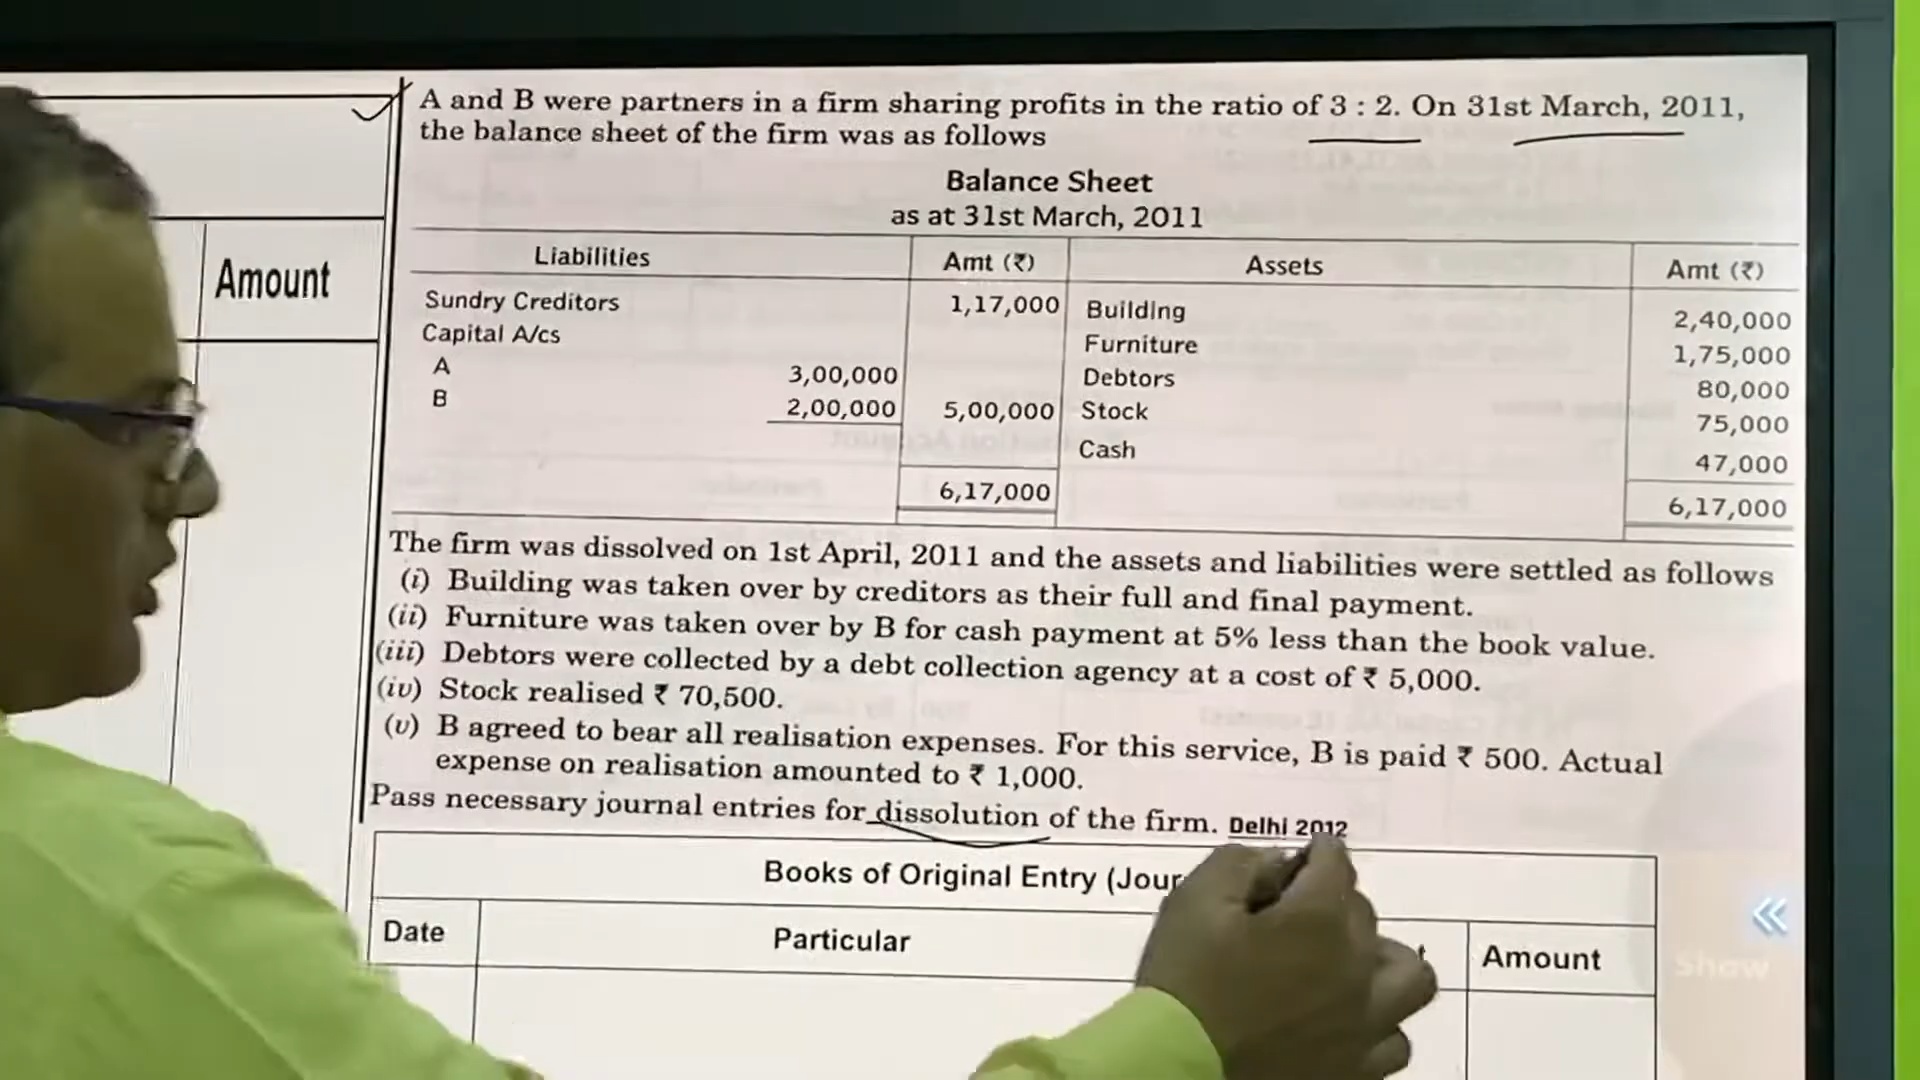 A and B were partners in a firm sharing profits in the ratio of 3 : 2. On 31st March, 2011,
the balance sheet of the firm was as follows
Balance Sheet
as at 31st March, 2011
Liabilities Amt (₹) Assets Amt (₹)
Sundry Creditors 1,17,000 Building 2,40,000
Capital A/cs Furniture 1,75,000
A 3,00,000 Debtors 80,000
B 2,00,000 5,00,000 Stock 75,000
Cash 47,000
6,17,000 6,17,000
The firm was dissolved on 1st April, 2011 and the assets and liabilities were settled as follows
(i) Building was taken over by creditors as their full and final payment.
(ii) Furniture was taken over by B for cash payment at 5% less than the book value.
(iii) Debtors were collected by a debt collection agency at a cost of ₹ 5,000.
(iv) Stock realised ₹ 70,500.
(v) B agreed to bear all realisation expenses. For this service, B is paid ₹ 500. Actual
expense on realisation amounted to ₹ 1,000.
Pass necessary journal entries for dissolution of the firm. Delhi 2012
Books of Original Entry (Jour
Date Particular Amount
Amount
Show